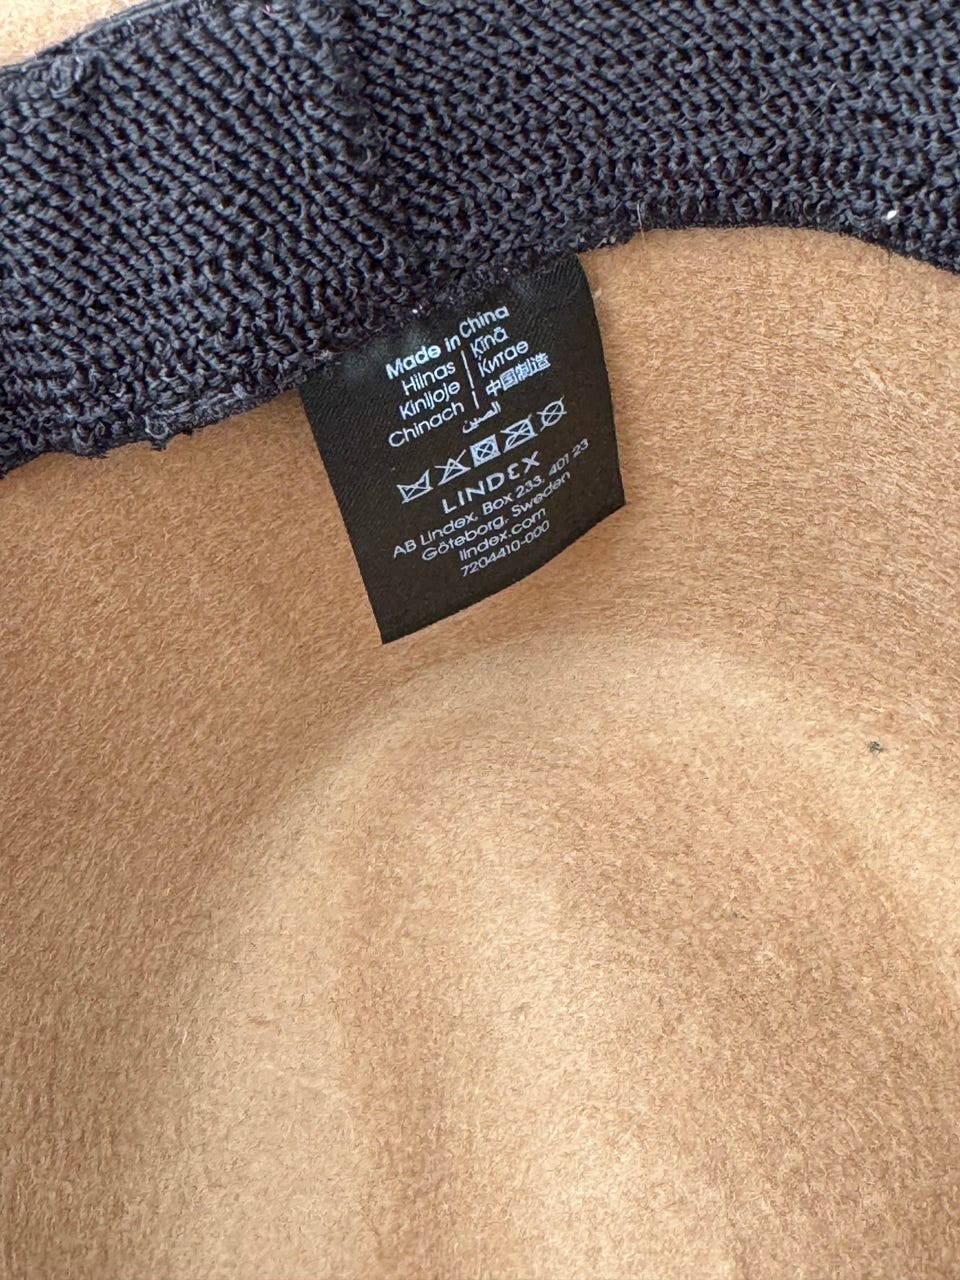 Made in China
Hiinas | Ķīnā
Kinijoje | Китае
Chinach | 中国制造
الصين
LINDEX
AB Lindex, Box 233, 401 23
Göteborg, Sweden
lindex.com
7204410-000